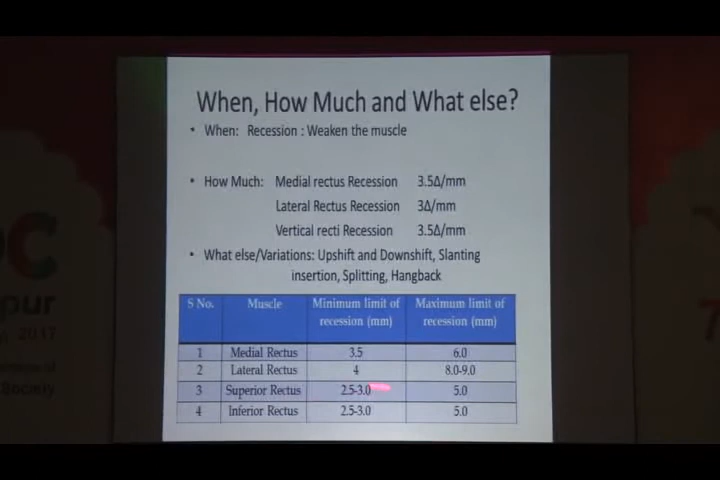 When, How Much and What else?
• When: Recession : Weaken the muscle
• How Much: Medial rectus Recession 3.5Δ/mm
Lateral Rectus Recession 3Δ/mm
Vertical recti Recession 3.5Δ/mm
• What else/Variations: Upshift and Downshift, Slanting
insertion, Splitting, Hangback
S No. Muscle Minimum limit of recession (mm) Maximum limit of recession (mm)
1 Medial Rectus 3.5 6.0
2 Lateral Rectus 4 8.0-9.0
3 Superior Rectus 2.5-3.0 5.0
4 Inferior Rectus 2.5-3.0 5.0
OC
pur
2017
Society